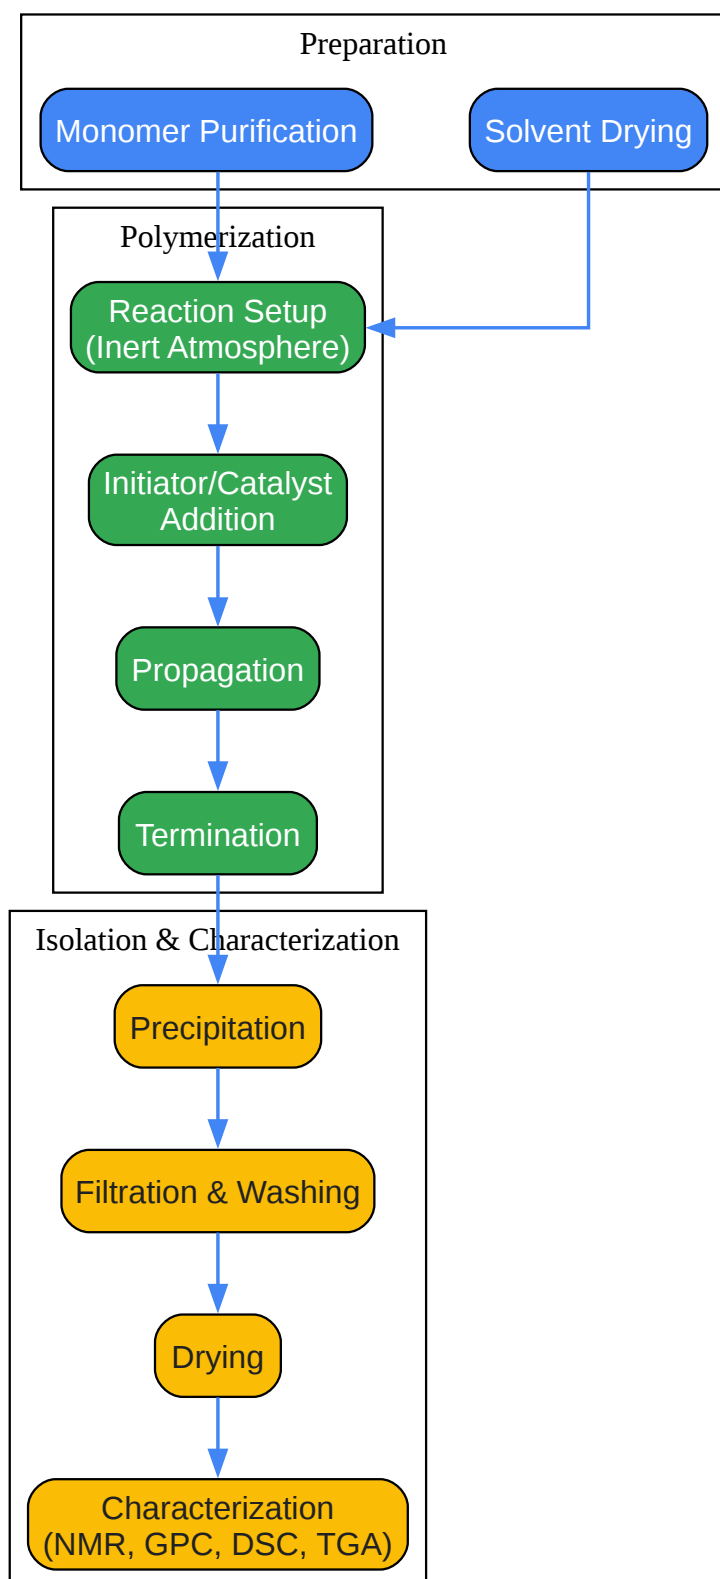 Preparation
Monomer Purification
Solvent Drying
Polymerization
Reaction Setup
(Inert Atmosphere)
Initiator/Catalyst
Addition
Propagation
Termination
Isolation & Characterization
Precipitation
Filtration & Washing
Drying
Characterization
(NMR, GPC, DSC, TGA)